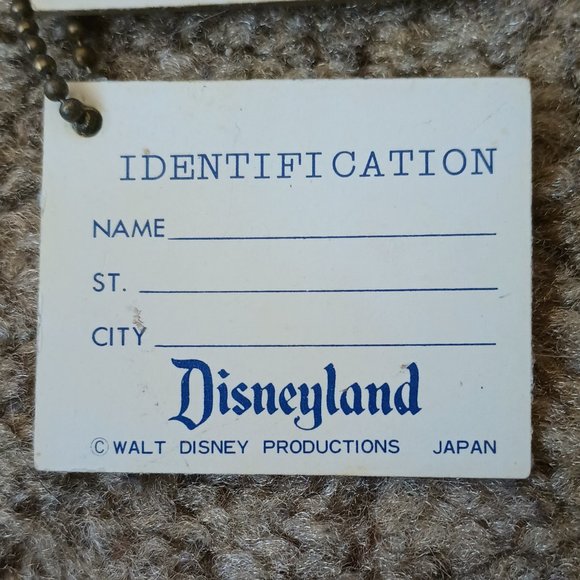 IDENTIFICATION
NAME
ST.
CITY
Disneyland
© WALT DISNEY PRODUCTIONS JAPAN